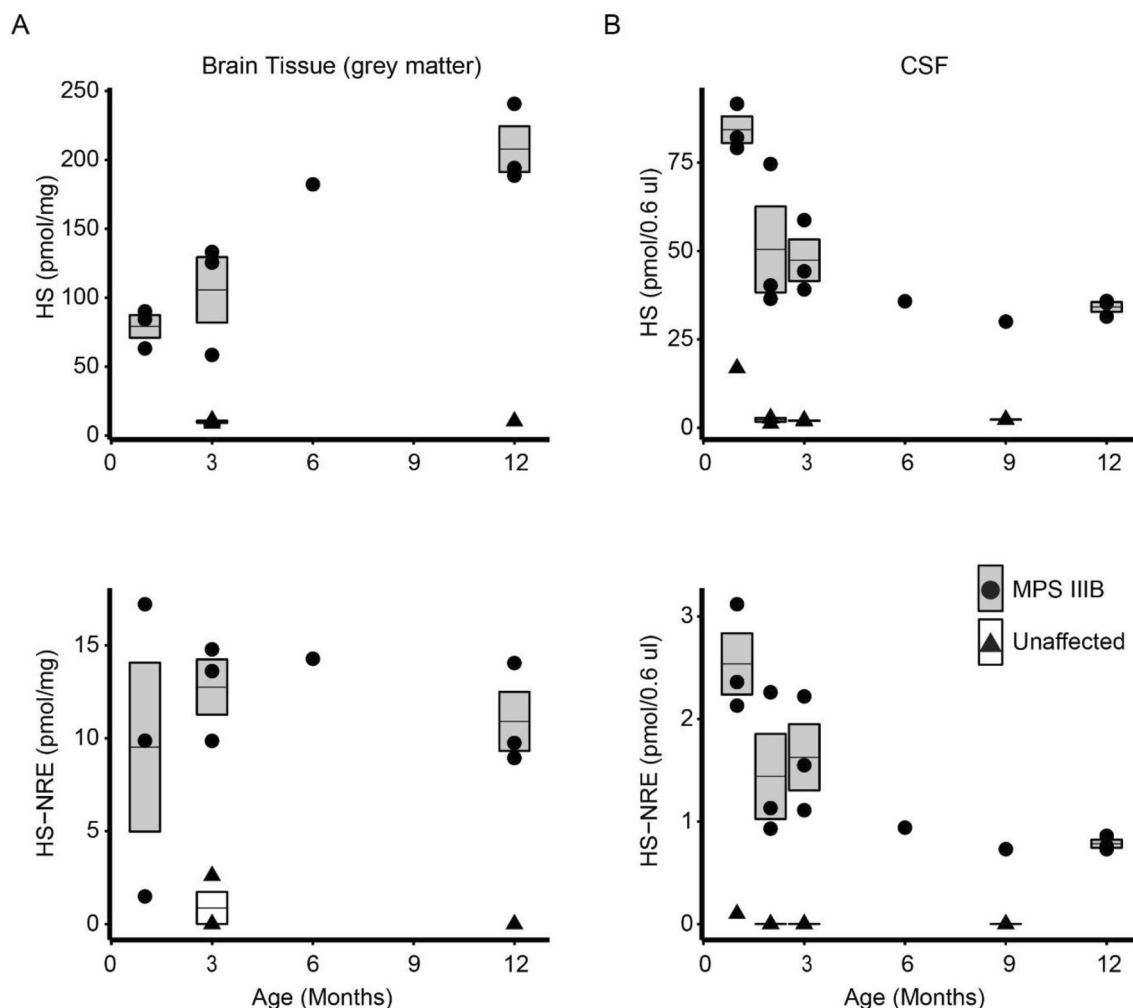 A
Brain Tissue (grey matter)
HS (pmol/mg)
250
200
150
100
50
0
0 3 6 9 12
B
CSF
HS (pmol/0.6 ul)
75
50
25
0
0 3 6 9 12
HS−NRE (pmol/mg)
15
10
5
0
0 3 6 9 12
Age (Months)
HS−NRE (pmol/0.6 ul)
3
2
1
0
0 3 6 9 12
Age (Months)
MPS IIIB
Unaffected